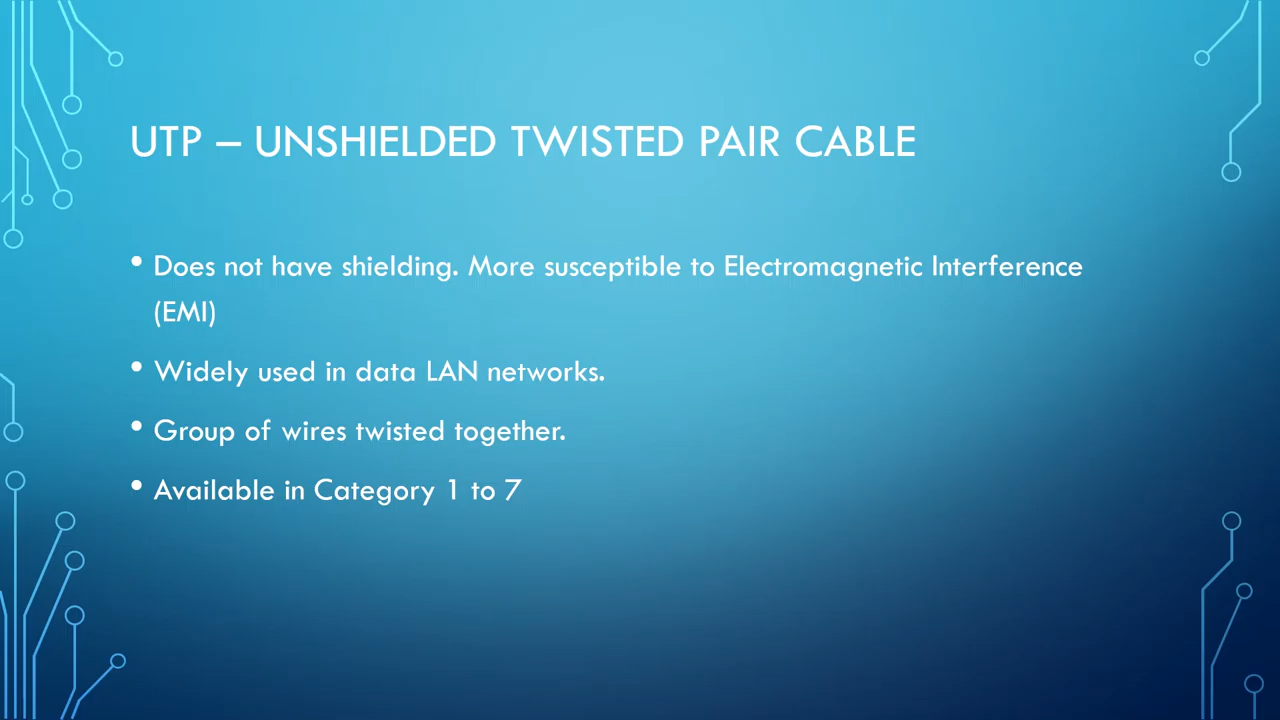 UTP – UNSHIELDED TWISTED PAIR CABLE
• Does not have shielding. More susceptible to Electromagnetic Interference
(EMI)
• Widely used in data LAN networks.
• Group of wires twisted together.
• Available in Category 1 to 7